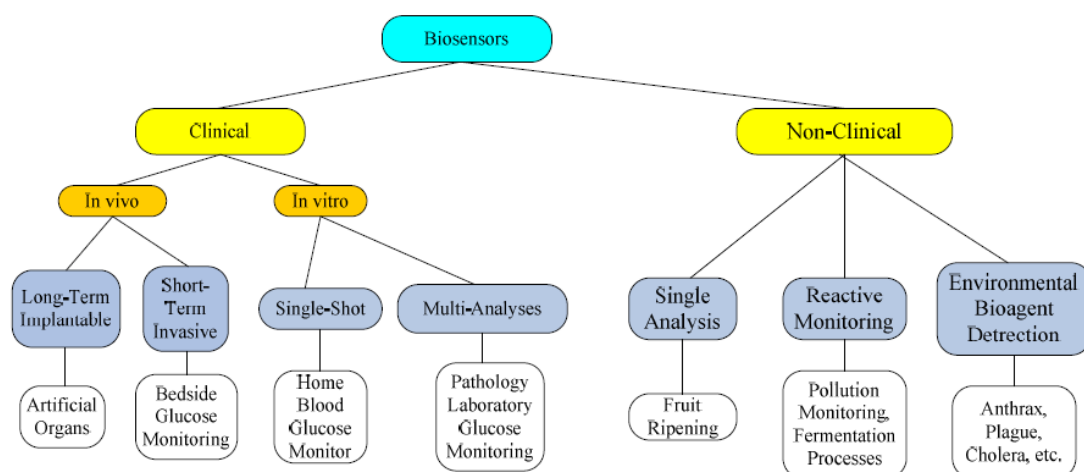 Biosensors
Clinical
Non-Clinical
In vivo
In vitro
Long-Term
Implantable
Short-
Term
Invasive
Single-Shot
Multi-Analyses
Single
Analysis
Reactive
Monitoring
Environmental
Bioagent
Detrection
Artificial
Organs
Bedside
Glucose
Monitoring
Home
Blood
Glucose
Monitor
Pathology
Laboratory
Glucose
Monitoring
Fruit
Ripening
Pollution
Monitoring,
Fermentation
Processes
Anthrax,
Plague,
Cholera, etc.